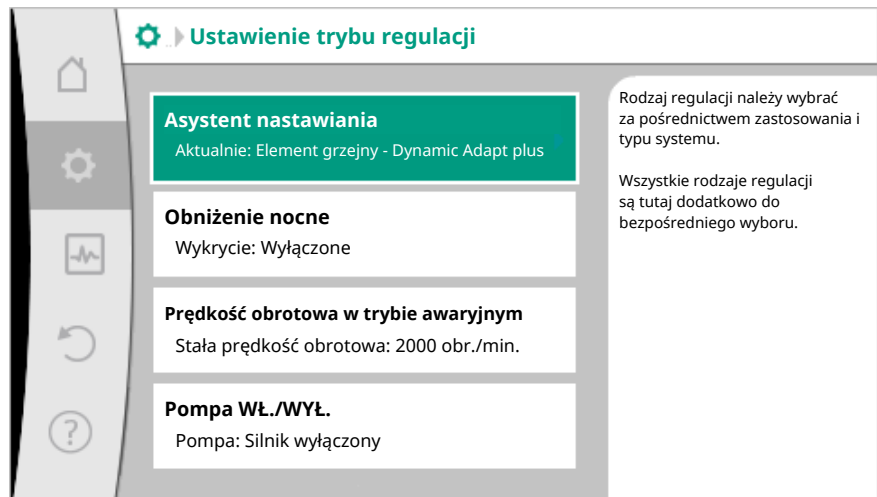 Ustawienie trybu regulacji
Asystent nastawiania
Aktualnie: Element grzejny - Dynamic Adapt plus
Obniżenie nocne
Wykrycie: Wyłączone
Prędkość obrotowa w trybie awaryjnym
Stała prędkość obrotowa: 2000 obr./min.
Pompa WŁ./WYŁ.
Pompa: Silnik wyłączony
Rodzaj regulacji należy wybrać
za pośrednictwem zastosowania i
typu systemu.
Wszystkie rodzaje regulacji
są tutaj dodatkowo do
bezpośredniego wyboru.